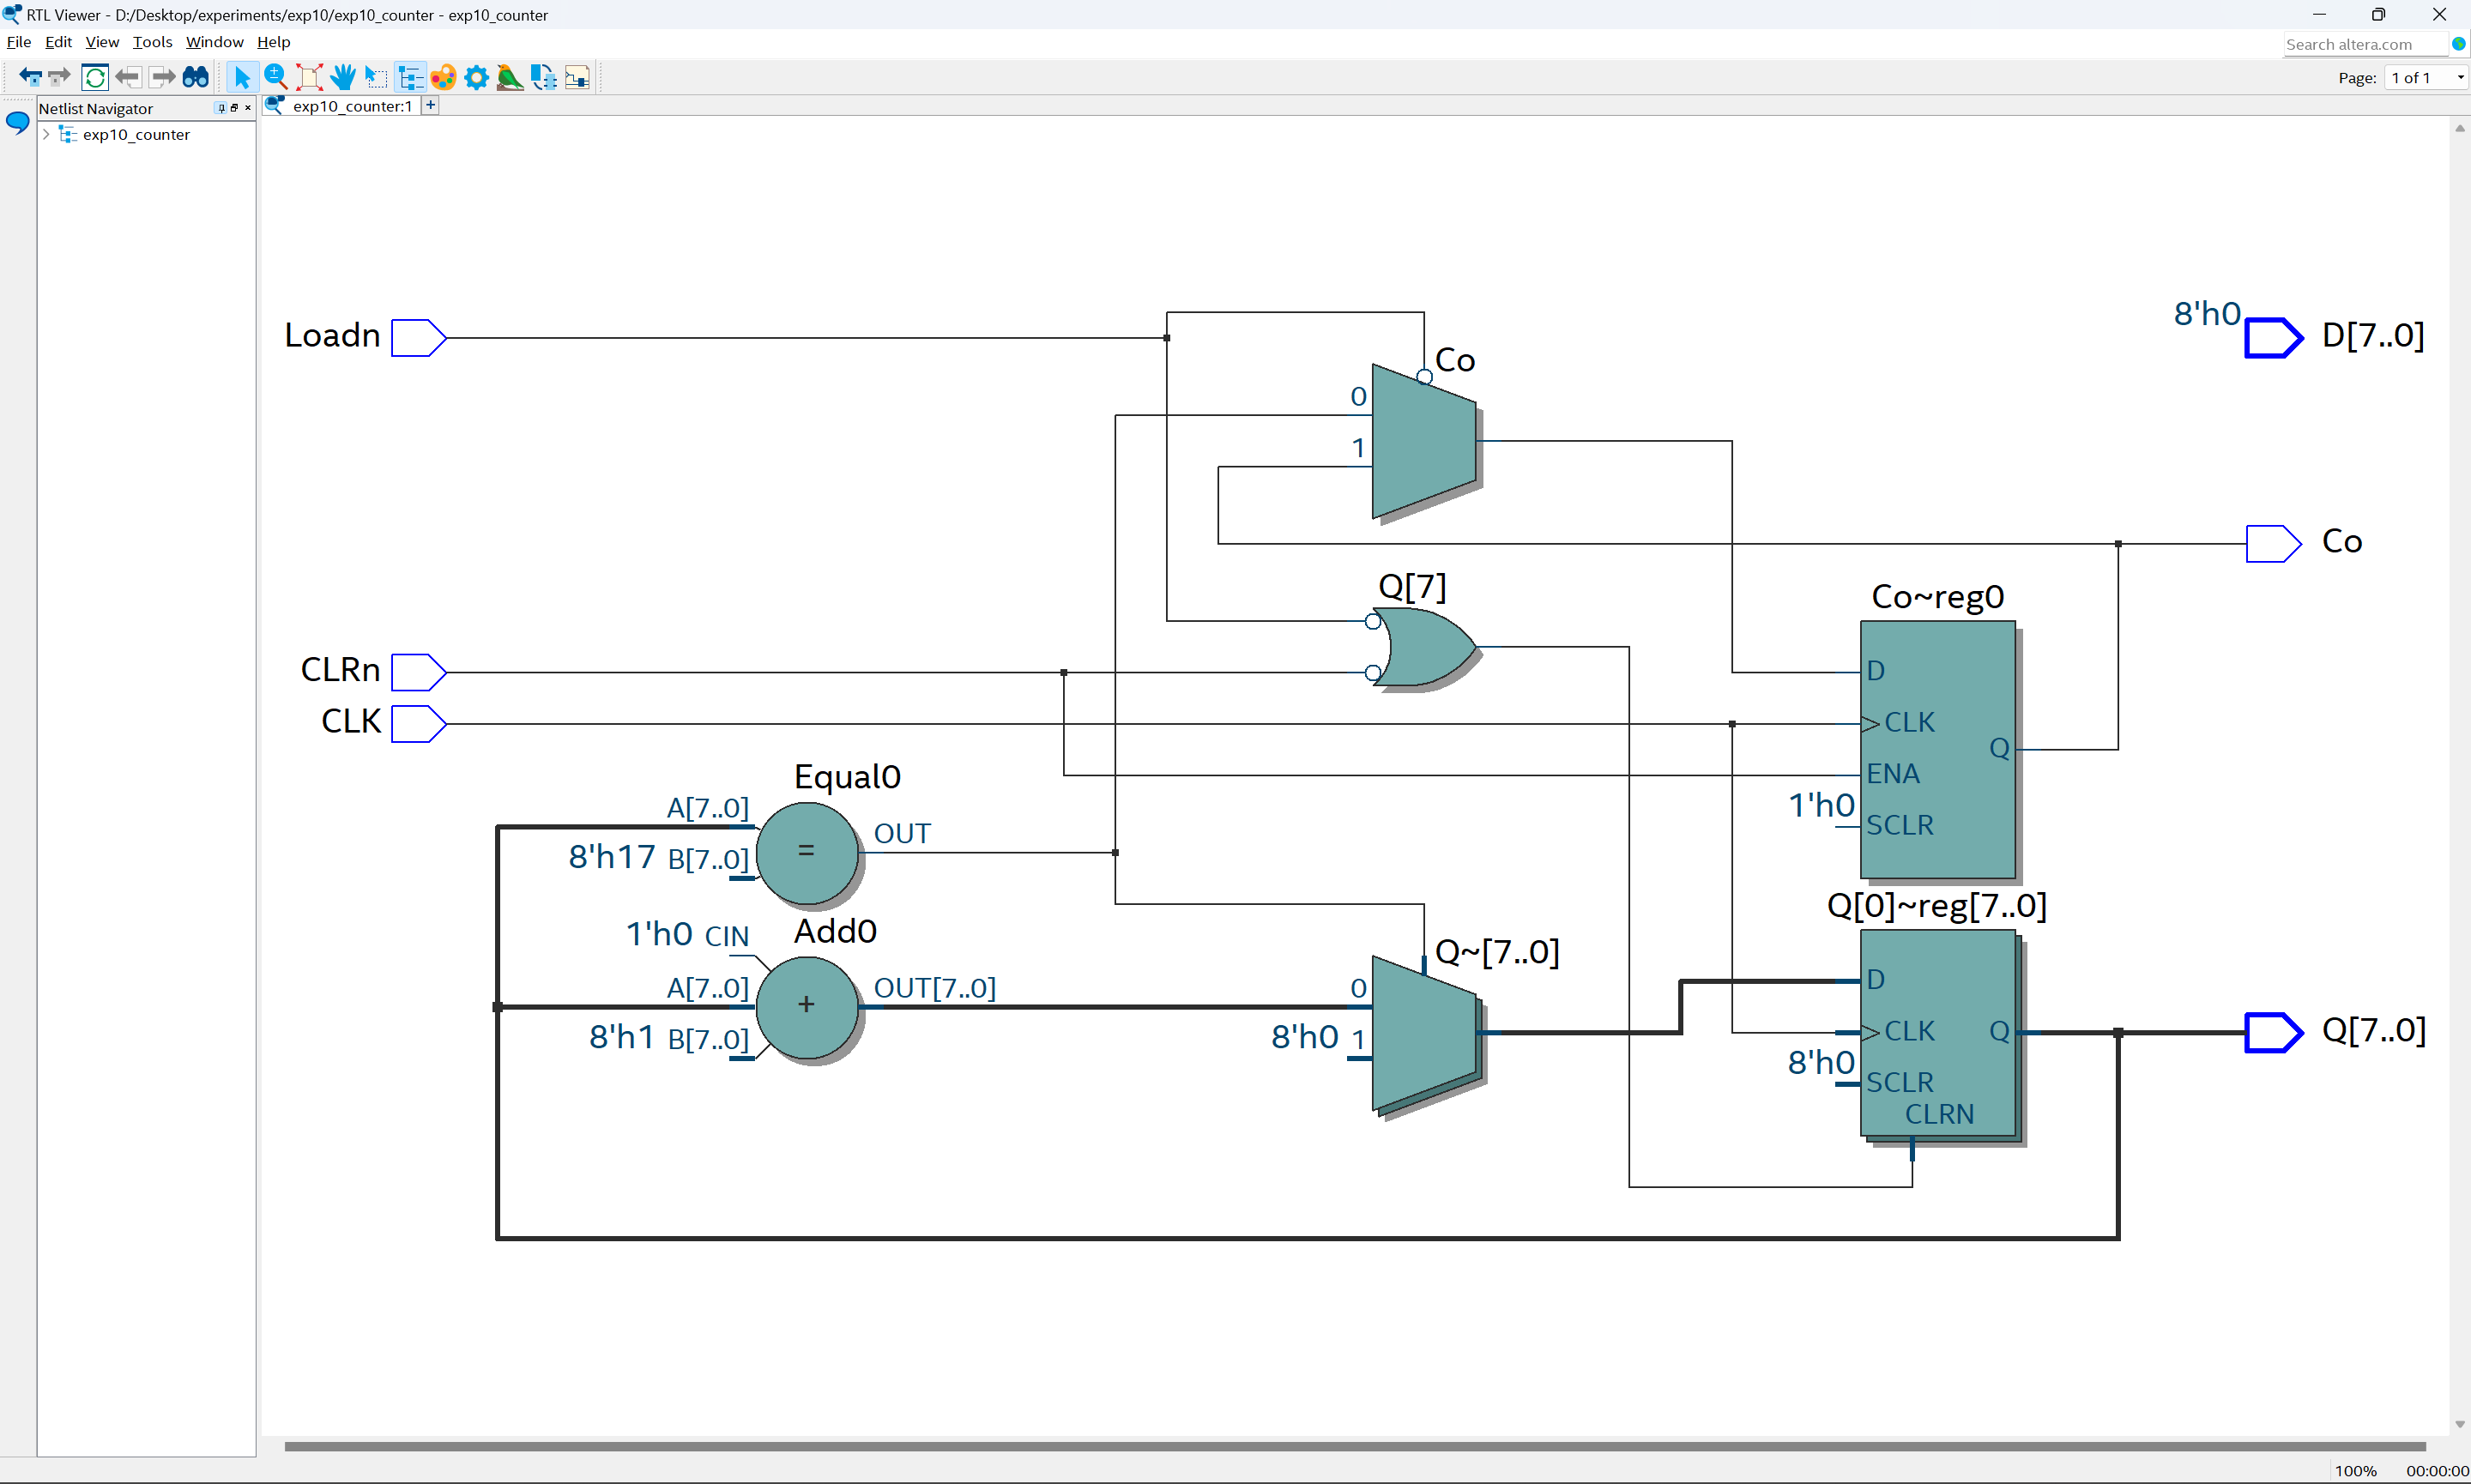 RTL Viewer - D:/Desktop/experiments/exp10/exp10_counter - exp10_counter
File Edit View Tools Window Help
Search altera.com
Page: 1 of 1
Netlist Navigator
exp10_counter:1
+
exp10_counter
8'h0
Loadn
D[7..0]
Co
0
1
Co
Q[7]
Co~reg0
CLRn
D
CLK
CLK
Q
Equal0
ENA
A[7..0]
1'h0
OUT
SCLR
=
8'h17 B[7..0]
Q[0]~reg[7..0]
1'h0 CIN
Add0
Q~[7..0]
D
A[7..0]
OUT[7..0]
0
+
8'h1 B[7..0]
8'h0 1
CLK
Q
Q[7..0]
8'h0
SCLR
CLRN
100% 00:00:00